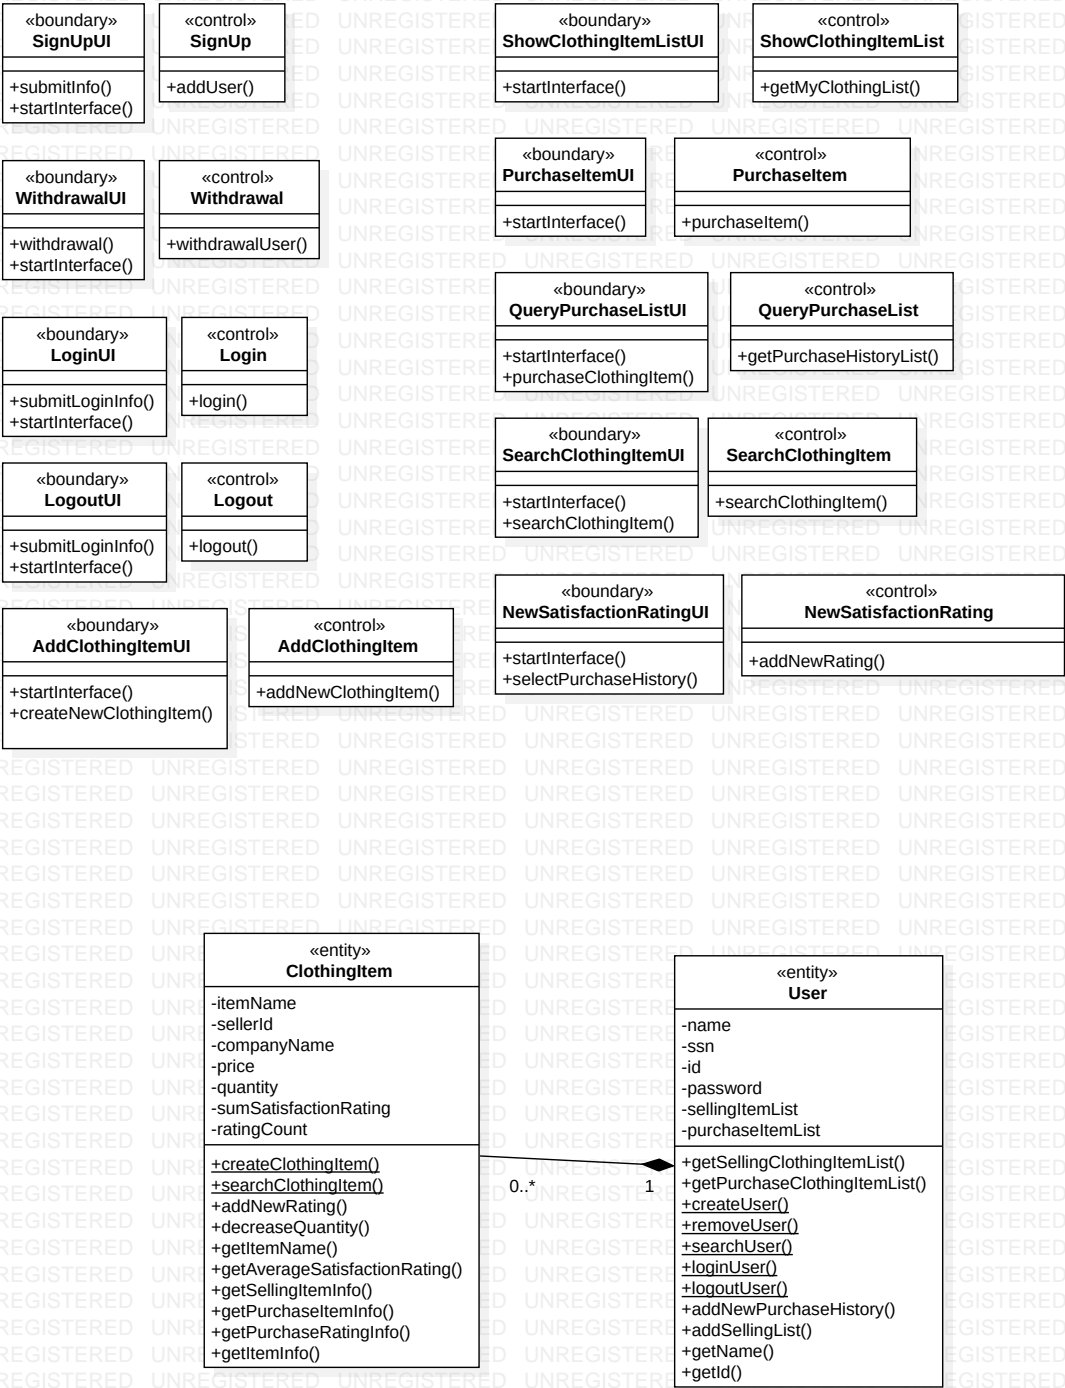 «boundary»
SignUpUI
+submitInfo()
+startInterface()
«control»
SignUp
+addUser()
«boundary»
WithdrawalUI
+withdrawal()
+startInterface()
«control»
Withdrawal
+withdrawalUser()
«boundary»
LoginUI
+submitLoginInfo()
+startInterface()
«control»
Login
+login()
«boundary»
LogoutUI
+submitLoginInfo()
+startInterface()
«control»
Logout
+logout()
«boundary»
AddClothingItemUI
+startInterface()
+createNewClothingItem()
«control»
AddClothingItem
+addNewClothingItem()
«boundary»
ShowClothingItemListUI
+startInterface()
«control»
ShowClothingItemList
+getMyClothingList()
«boundary»
PurchaseItemUI
+startInterface()
«control»
PurchaseItem
+purchaseItem()
«boundary»
QueryPurchaseListUI
+startInterface()
+purchaseClothingItem()
«control»
QueryPurchaseList
+getPurchaseHistoryList()
«boundary»
SearchClothingItemUI
+startInterface()
+searchClothingItem()
«control»
SearchClothingItem
+searchClothingItem()
«boundary»
NewSatisfactionRatingUI
+startInterface()
+selectPurchaseHistory()
«control»
NewSatisfactionRating
+addNewRating()
«entity»
ClothingItem
-itemName
-sellerId
-companyName
-price
-quantity
-sumSatisfactionRating
-ratingCount
+createClothingItem()
+searchClothingItem()
+addNewRating()
+decreaseQuantity()
+getItemName()
+getAverageSatisfactionRating()
+getSellingItemInfo()
+getPurchaseItemInfo()
+getPurchaseRatingInfo()
+getItemInfo()
0..*
1
«entity»
User
-name
-ssn
-id
-password
-sellingItemList
-purchaseItemList
+getSellingClothingItemList()
+getPurchaseClothingItemList()
+createUser()
+removeUser()
+searchUser()
+loginUser()
+logoutUser()
+addNewPurchaseHistory()
+addSellingList()
+getName()
+getId()
UNREGISTERED